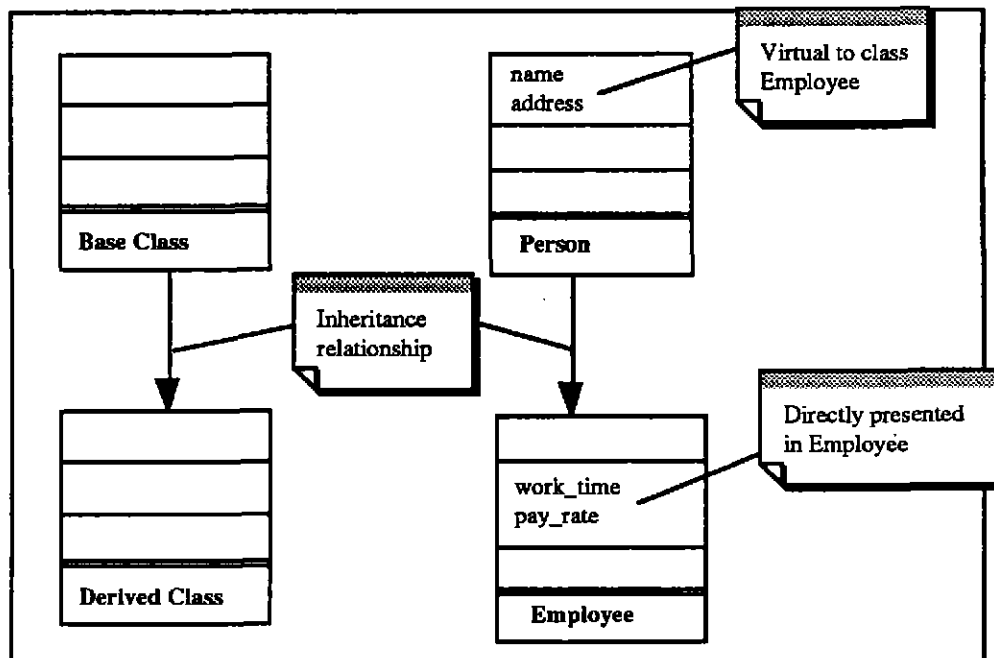 name
address
Virtual to class
Employee
Base Class
Person
Inheritance
relationship
Directly presented
in Employee
work_time
pay_rate
Derived Class
Employee